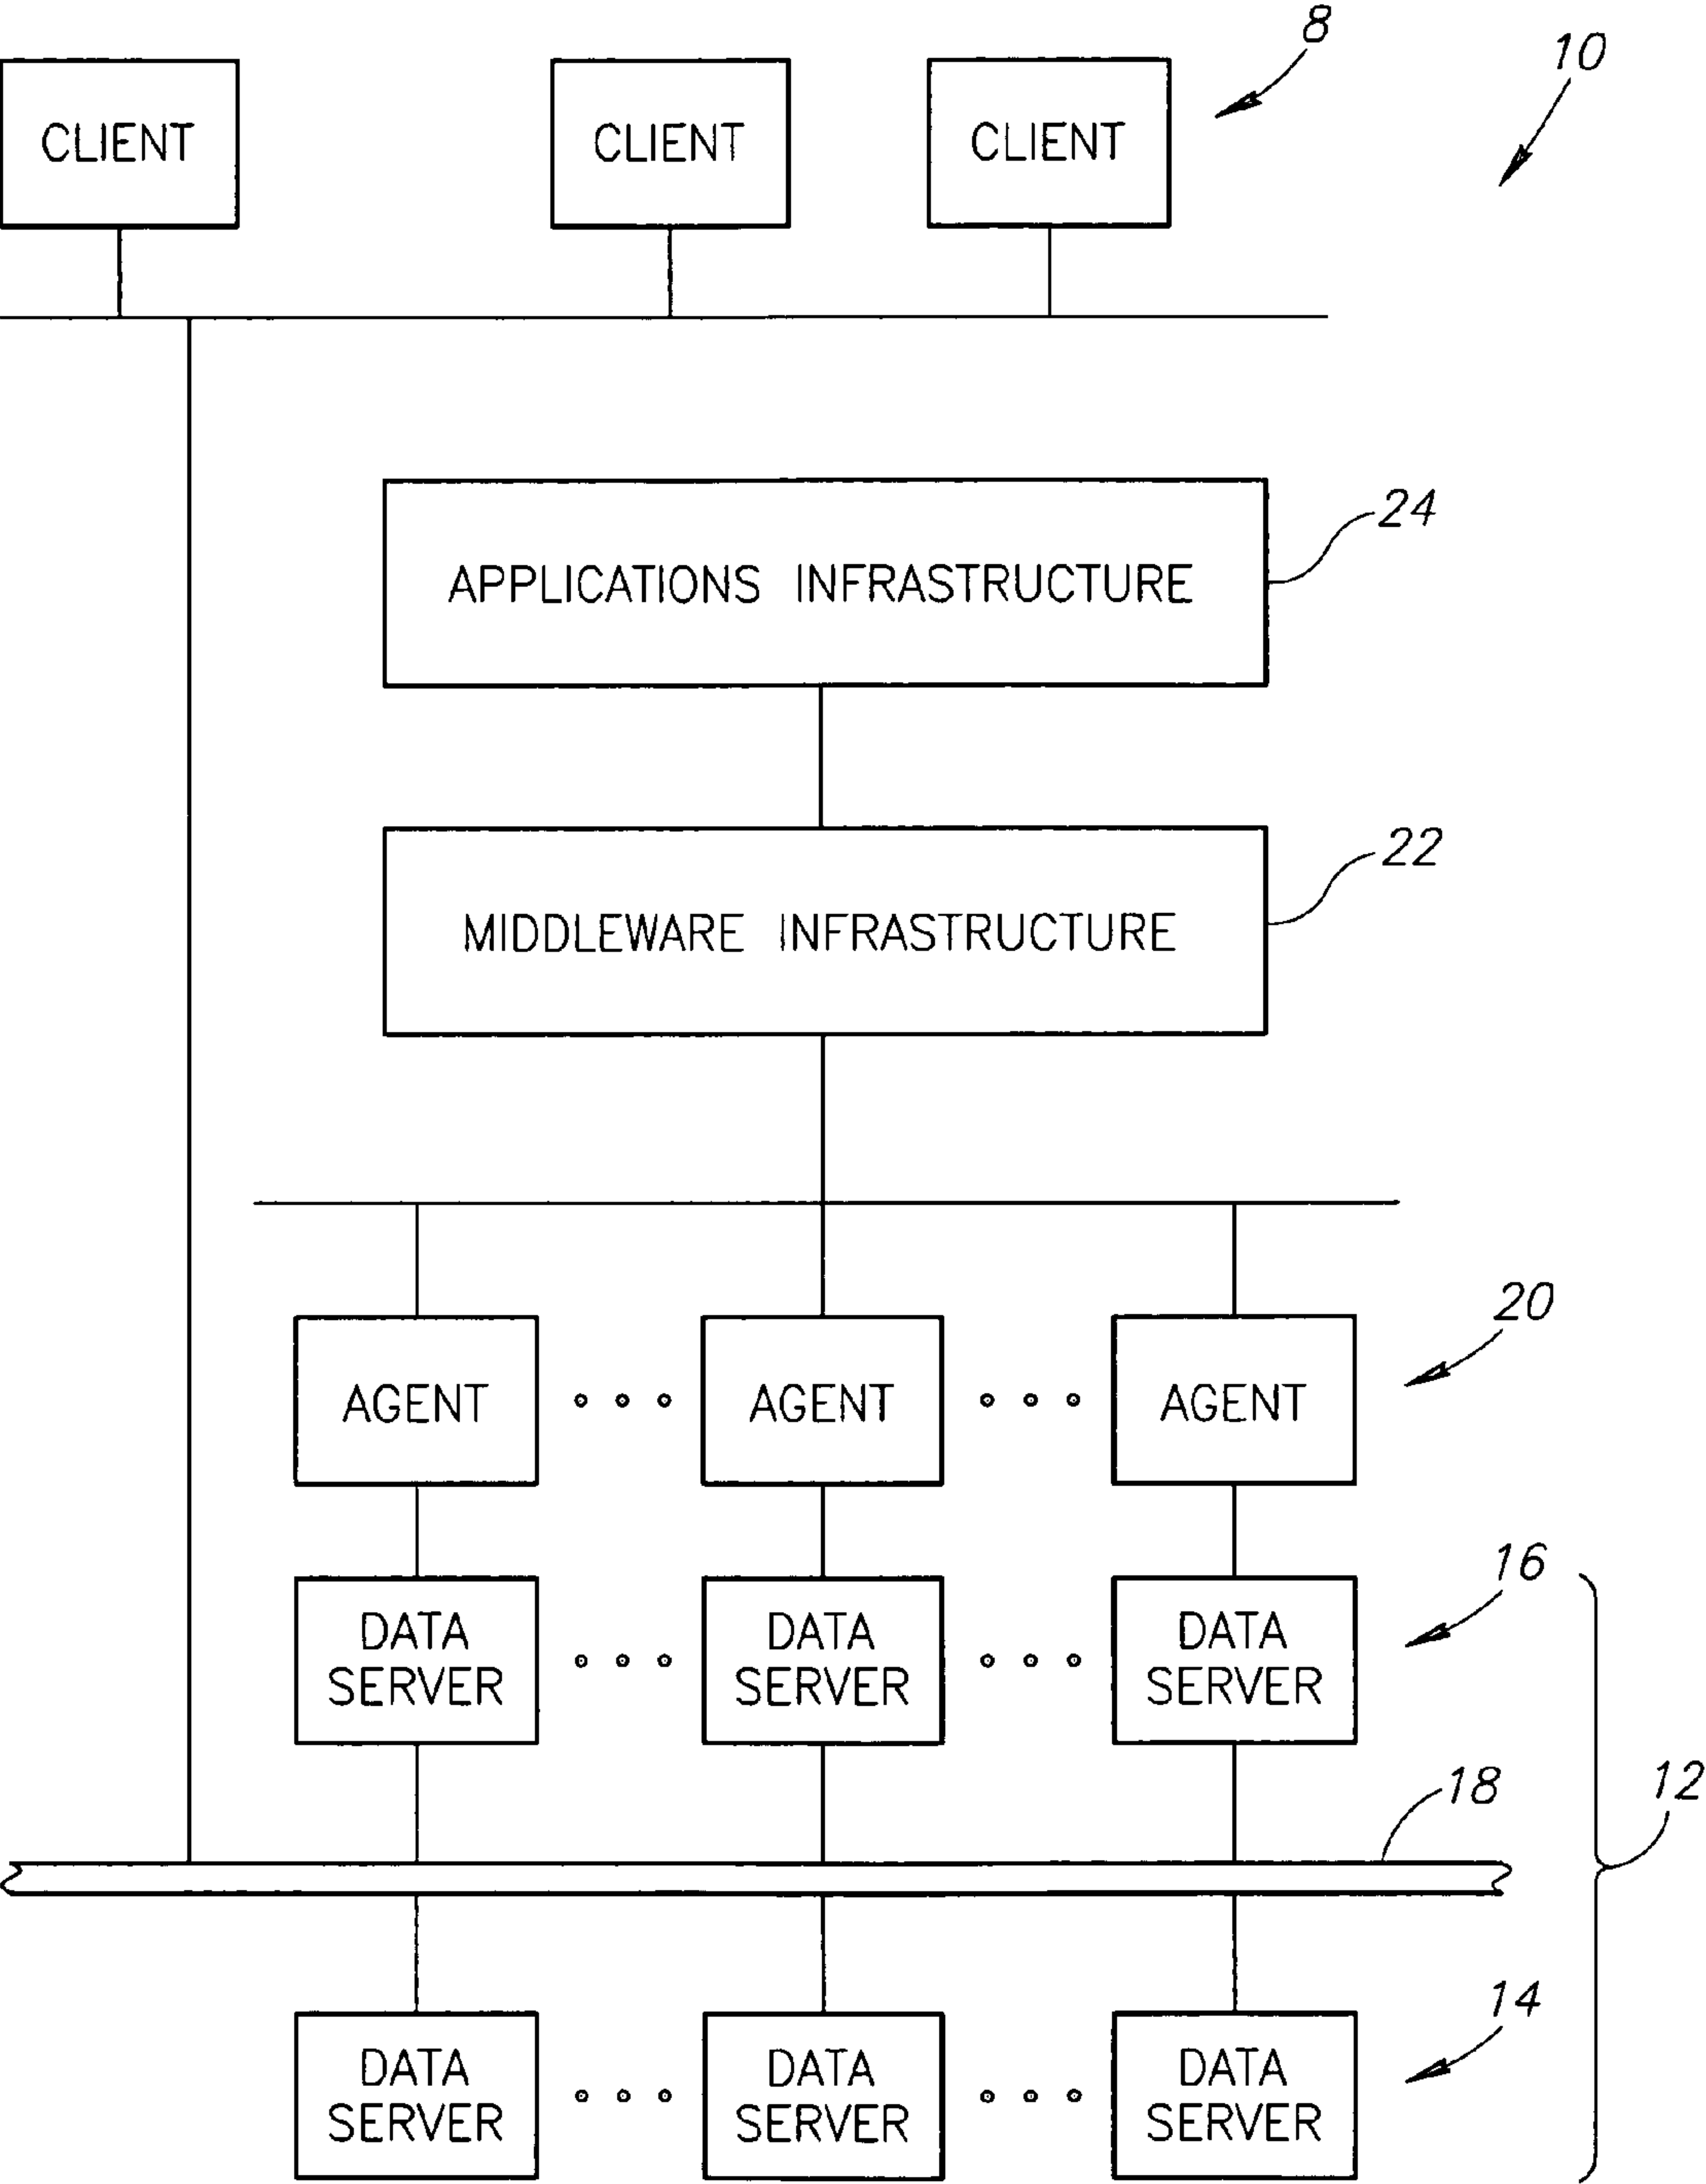 8
10
CLIENT
CLIENT
CLIENT
24
APPLICATIONS INFRASTRUCTURE
22
MIDDLEWARE INFRASTRUCTURE
20
AGENT
AGENT
AGENT
16
DATA
SERVER
DATA
SERVER
DATA
SERVER
18
12
14
DATA
SERVER
DATA
SERVER
DATA
SERVER